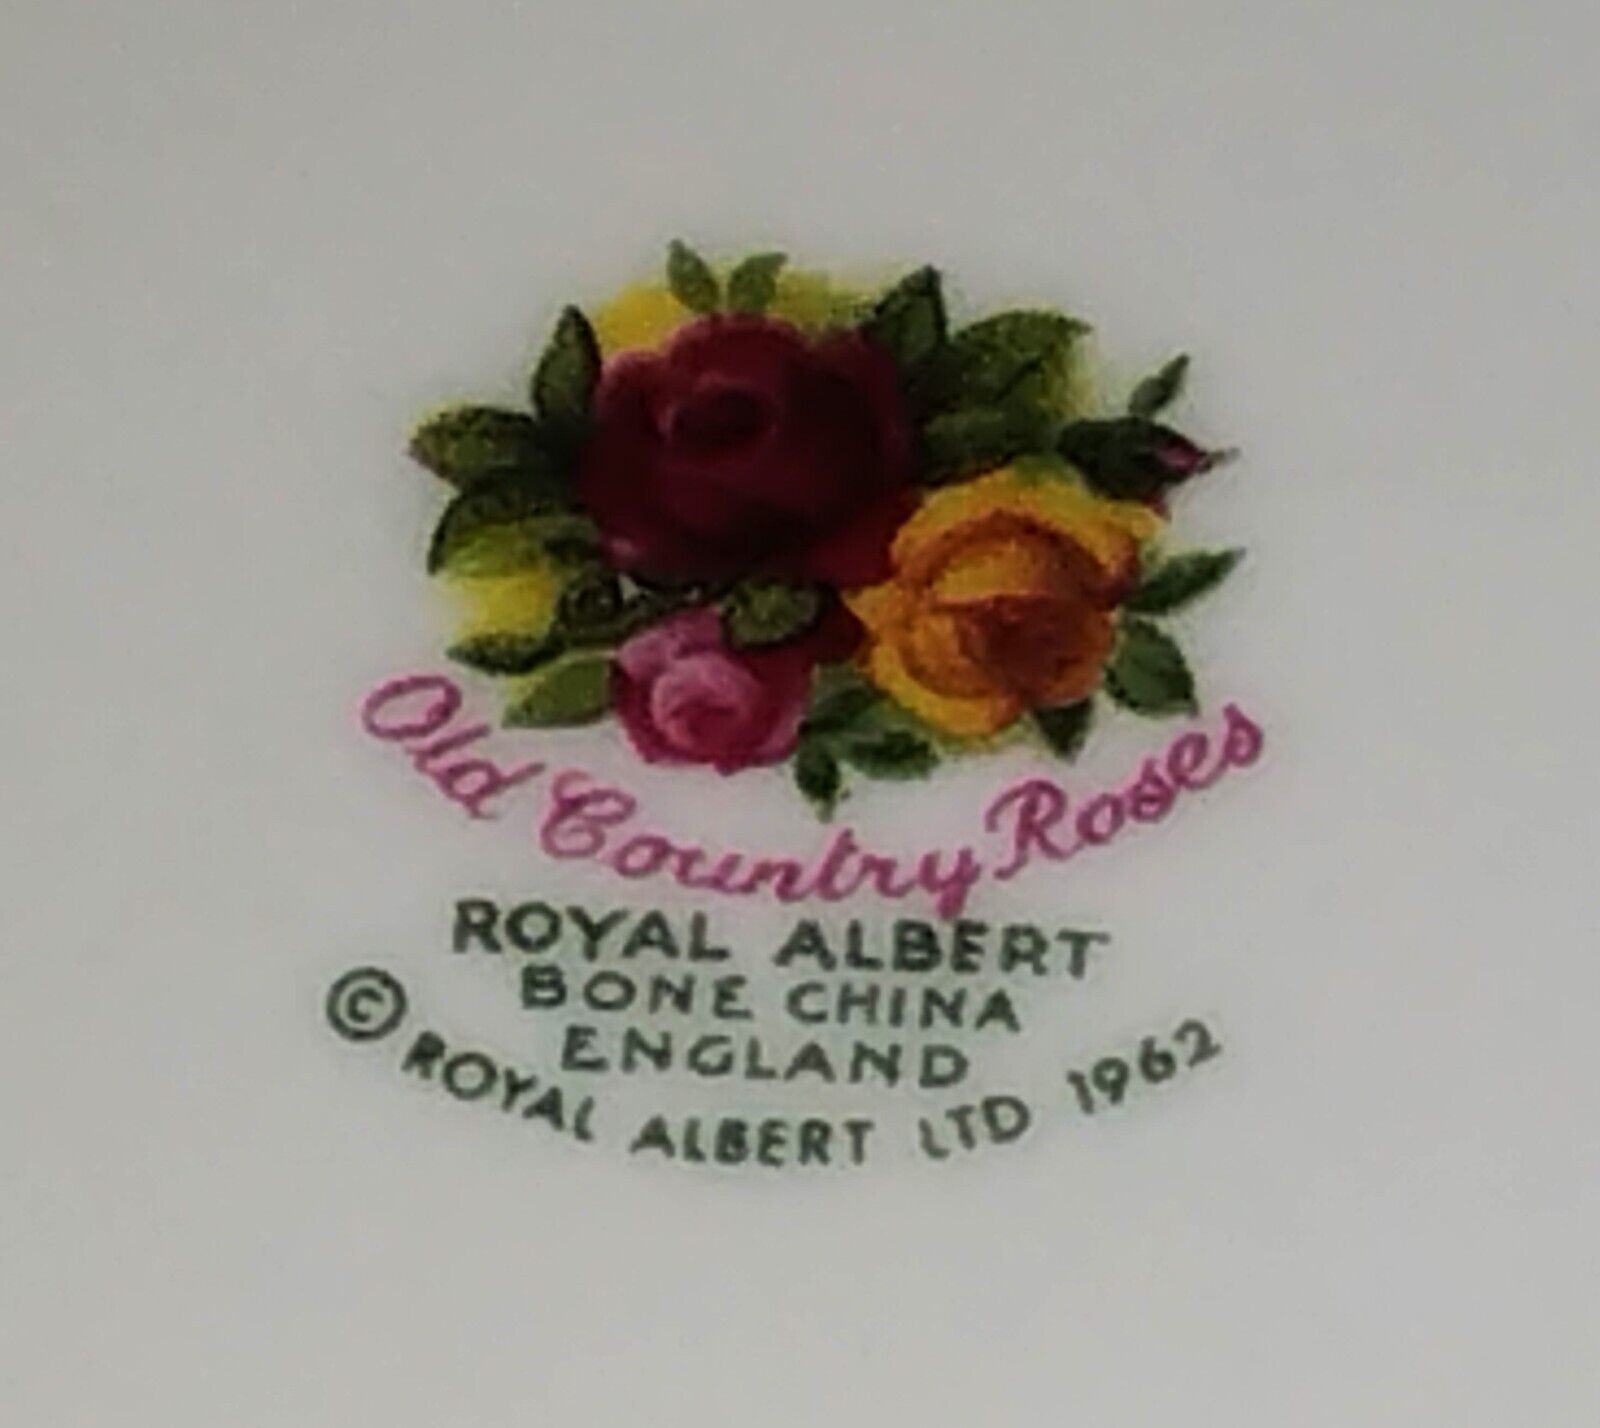 Old Country Roses
ROYAL ALBERT
BONE CHINA
ENGLAND
© ROYAL ALBERT LTD 1962